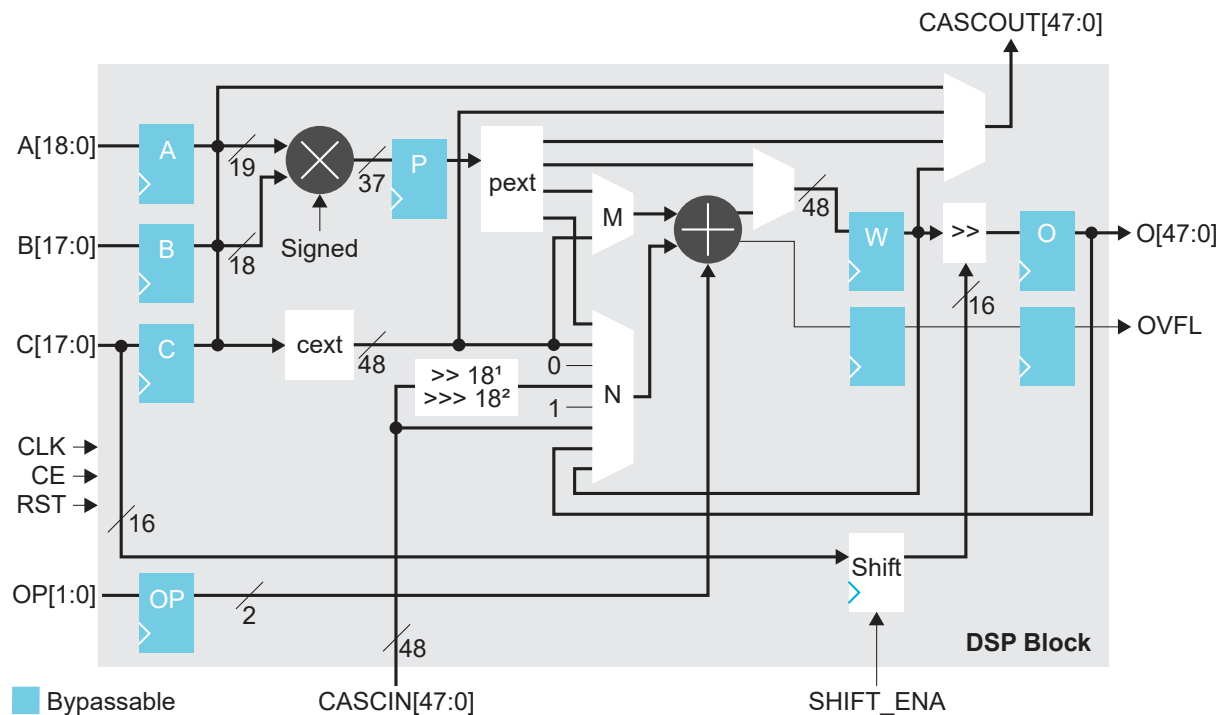 CASCOUT[47:0]
A[18:0]
A
19
37
P
pext
M
48
B[17:0]
B
18
Signed
W
>>
O
O[47:0]
16
C[17:0]
C
cext
48
0
>> 18¹
>>> 18²
1
N
OVFL
CLK
CE
RST
16
OP[1:0]
OP
2
Shift
48
DSP Block
Bypassable
CASCIN[47:0]
SHIFT_ENA